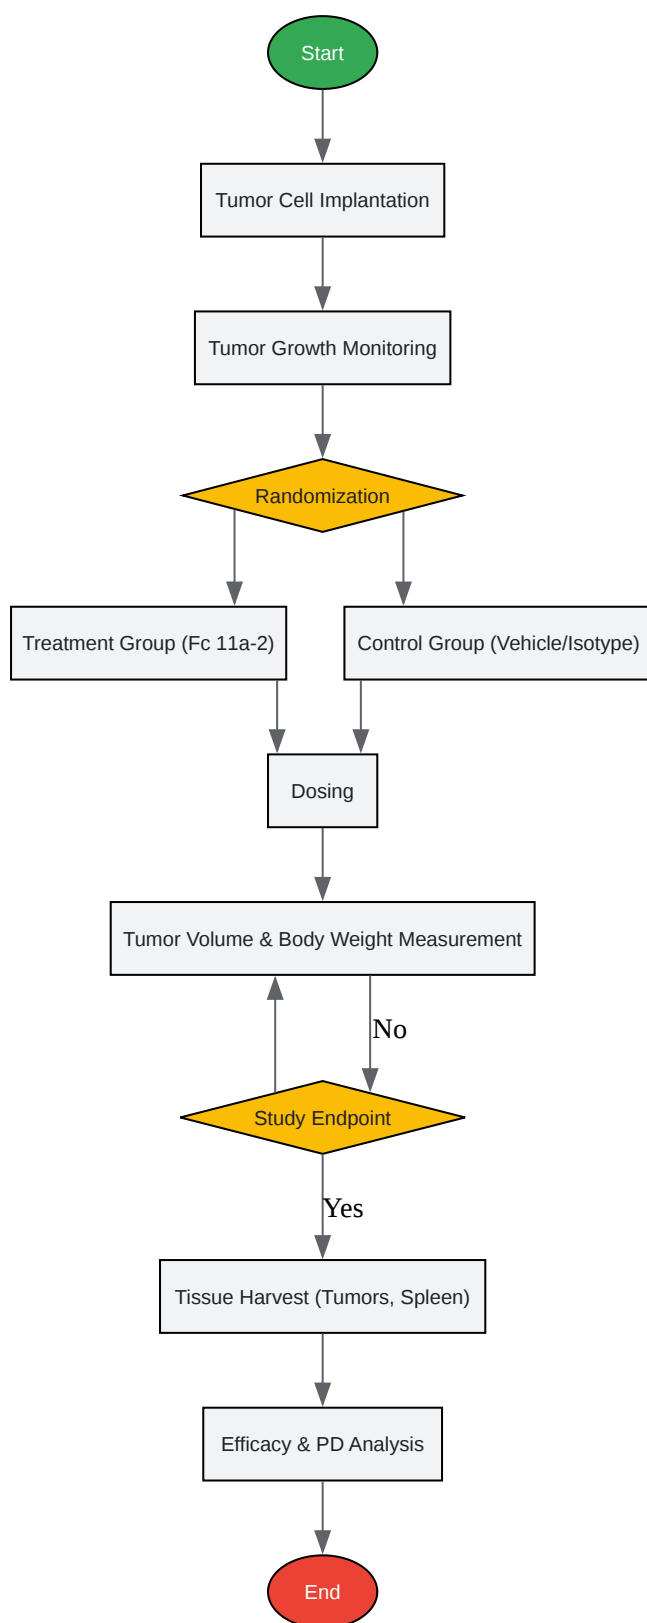 Start
Tumor Cell Implantation
Tumor Growth Monitoring
Randomization
Treatment Group (Fc 11a-2)
Control Group (Vehicle/Isotype)
Dosing
Tumor Volume & Body Weight Measurement
No
Study Endpoint
Yes
Tissue Harvest (Tumors, Spleen)
Efficacy & PD Analysis
End